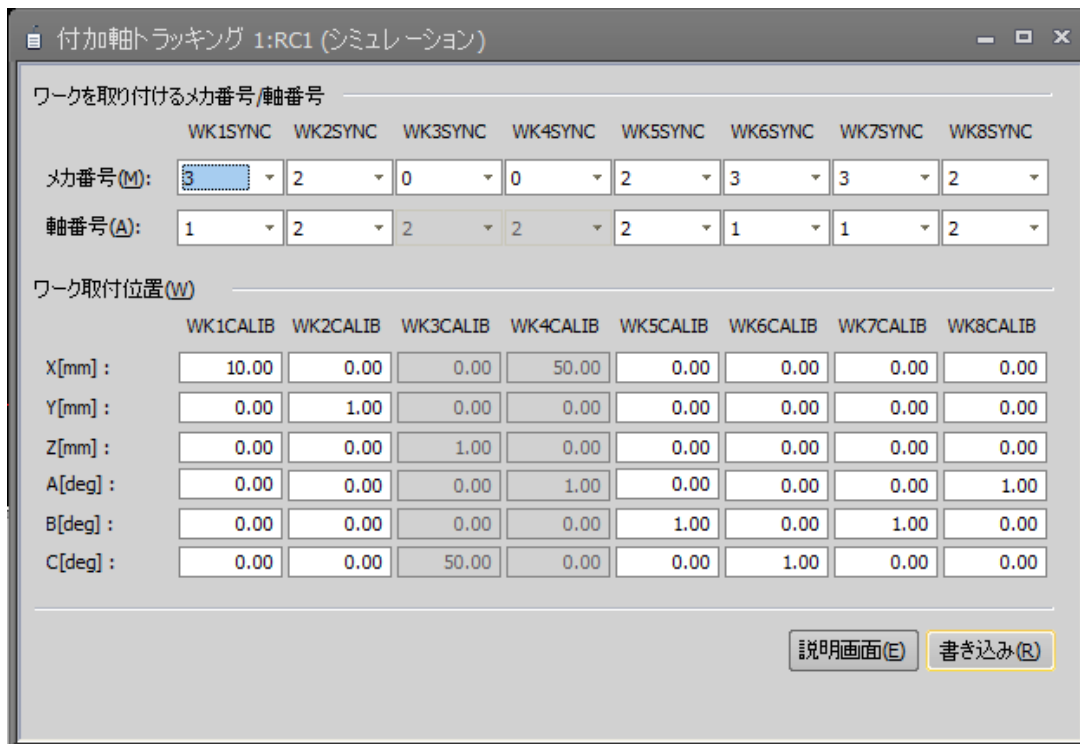 付加軸トラッキング 1:RC1 (シミュレーション)
ワークを取り付けるメカ番号/軸番号
WK1SYNC WK2SYNC WK3SYNC WK4SYNC WK5SYNC WK6SYNC WK7SYNC WK8SYNC
メカ番号(M): 3 2 0 0 2 3 3 2
軸番号(A): 1 2 2 2 2 1 1 2
ワーク取付位置(W)
WK1CALIB WK2CALIB WK3CALIB WK4CALIB WK5CALIB WK6CALIB WK7CALIB WK8CALIB
X[mm] : 10.00 0.00 0.00 50.00 0.00 0.00 0.00 0.00
Y[mm] : 0.00 1.00 0.00 0.00 0.00 0.00 0.00 0.00
Z[mm] : 0.00 0.00 1.00 0.00 0.00 0.00 0.00 0.00
A[deg] : 0.00 0.00 0.00 1.00 0.00 0.00 0.00 1.00
B[deg] : 0.00 0.00 0.00 0.00 1.00 0.00 1.00 0.00
C[deg] : 0.00 0.00 50.00 0.00 0.00 1.00 0.00 0.00
説明画面(E) 書き込み(R)